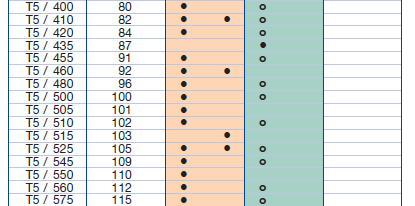 T5 / 400 80 ● ○
T5 / 410 82 ● ● ○
T5 / 420 84 ● ○
T5 / 435 87 ●
T5 / 455 91 ● ○
T5 / 460 92 ● ●
T5 / 480 96 ● ○
T5 / 500 100 ● ○
T5 / 505 101 ●
T5 / 510 102 ● ○
T5 / 515 103 ●
T5 / 525 105 ● ● ○
T5 / 545 109 ● ○
T5 / 550 110 ●
T5 / 560 112 ● ○
T5 / 575 115 ● ○